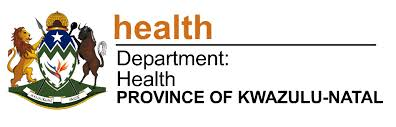 health
Department:
Health
PROVINCE OF KWAZULU-NATAL